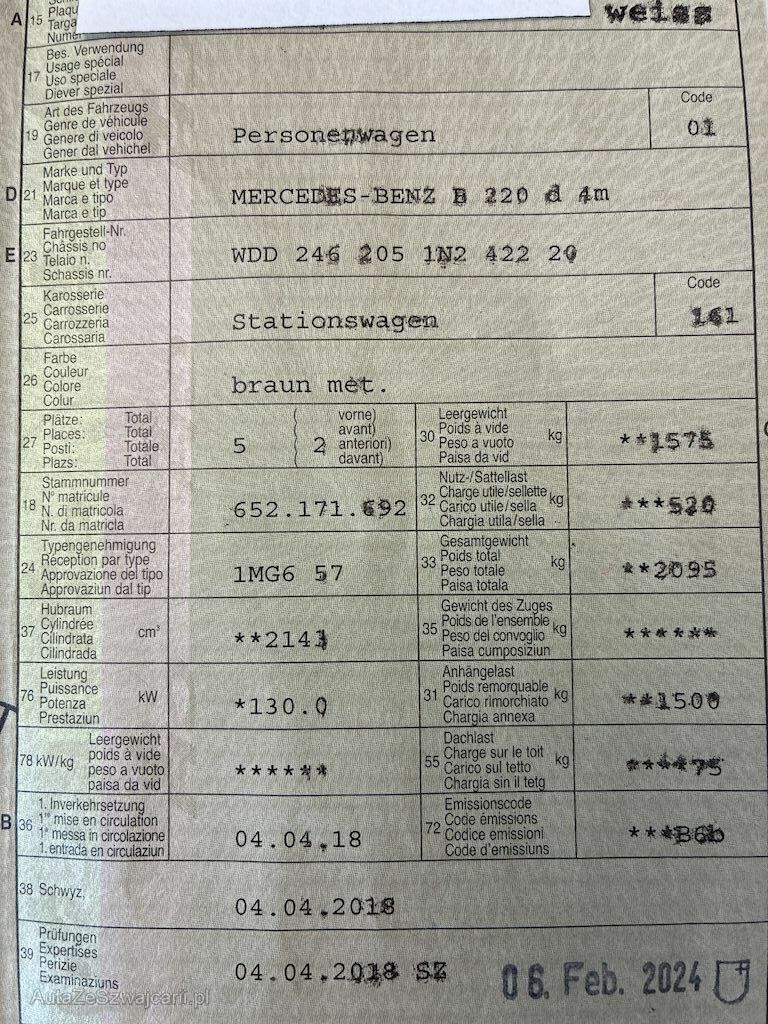 A 15 Plaqu
Targa
Numer
weiss
17 Bes. Verwendung
Usage spécial
Uso speciale
Diever spezial
19 Art des Fahrzeugs
Genre de véhicule
Genere di veicolo
Gener dal vehichel
Personenwagen
Code
01
D 21 Marke und Typ
Marque et type
Marca e tipo
Marca e tip
MERCEDES-BENZ B 220 d 4m
E 23 Fahrgestell-Nr.
Châssis no
Telaio n.
Schassis nr.
WDD 246 205 1N2 422 20
25 Karosserie
Carrosserie
Carrozzeria
Carossaria
Stationswagen
Code
161
26 Farbe
Couleur
Colore
Colur
braun met.
27 Plätze: Total
Places: Total
Posti: Totale
Plazs: Total
5 ( 2 vorne)
avant)
anteriori)
davant)
30 Leergewicht
Poids à vide
Peso a vuoto
Paisa da vid
kg
**1575
18 Stammnummer
N° matricule
N. di matricola
Nr. da matricla
652.171.692
32 Nutz-/Sattellast
Charge utile/sellette
Carico utile/sella
Chargia utila/sella
kg
***520
24 Typengenehmigung
Réception par type
Approvazione del tipo
Approvaziun dal tip
1MG6 57
33 Gesamtgewicht
Poids total
Peso totale
Paisa totala
kg
**2095
37 Hubraum
Cylindrée
Cilindrata
Cilindrada
cm³
**2143
35 Gewicht des Zuges
Poids de l'ensemble
Peso del convoglio
Paisa cumposiziun
kg
******
76 Leistung
Puissance
Potenza
Prestaziun
kW
*130.0
31 Anhängelast
Poids remorquable
Carico rimorchiato
Chargia annexa
kg
**1500
78 kW/kg Leergewicht
poids à vide
peso a vuoto
paisa da vid
******
55 Dachlast
Charge sur le toit
Carico sul tetto
Chargia sin il tetg
kg
****75
B 36 1. Inverkehrsetzung
1re mise en circulation
1a messa in circolazione
1. entrada en circulaziun
04.04.18
72 Emissionscode
Code émissions
Codice emissioni
Code d'emissiuns
***B6b
38 Schwyz,
04.04.2018
39 Prüfungen
Expertises
Perizie
Examinaziuns
04.04.2018 SZ
06. Feb. 2024
AutaZeSzwajcarii.pl